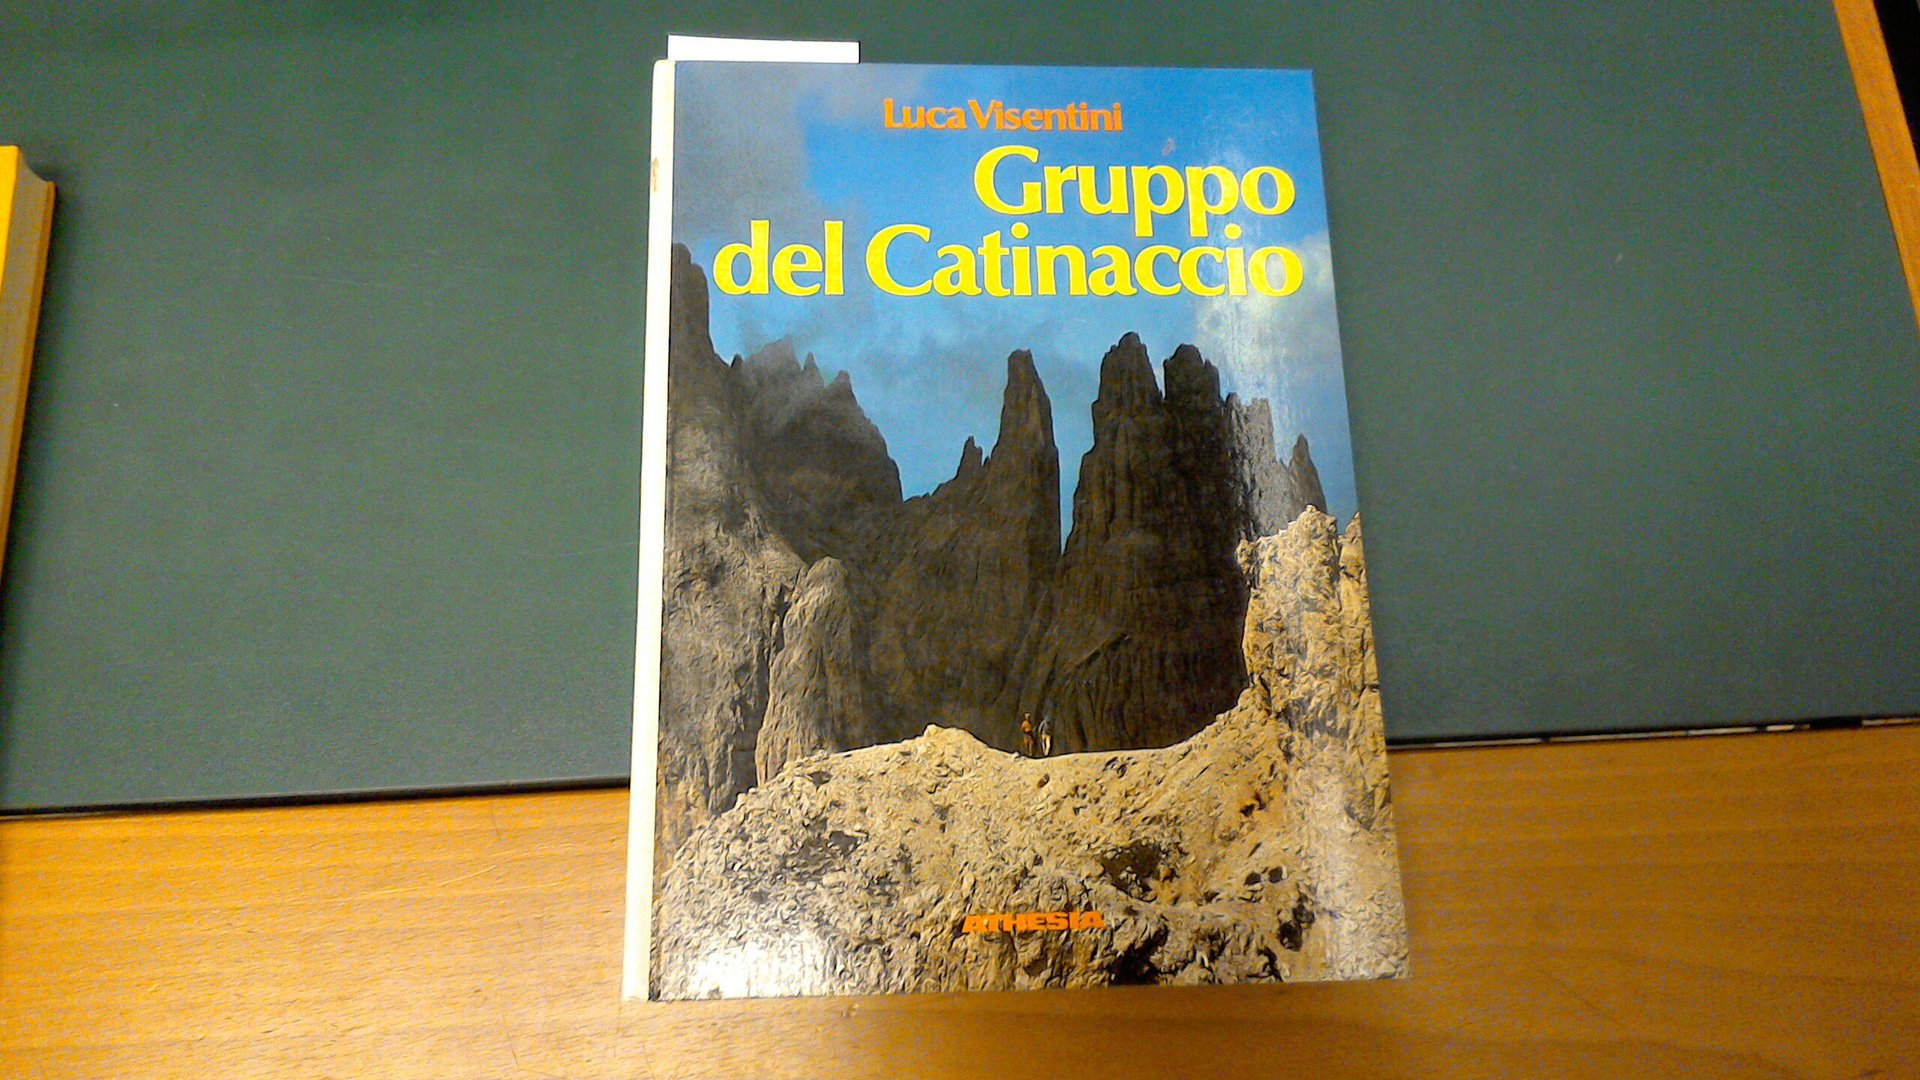 Luca Visentini
Gruppo
del Catinaccio
ATHESIA